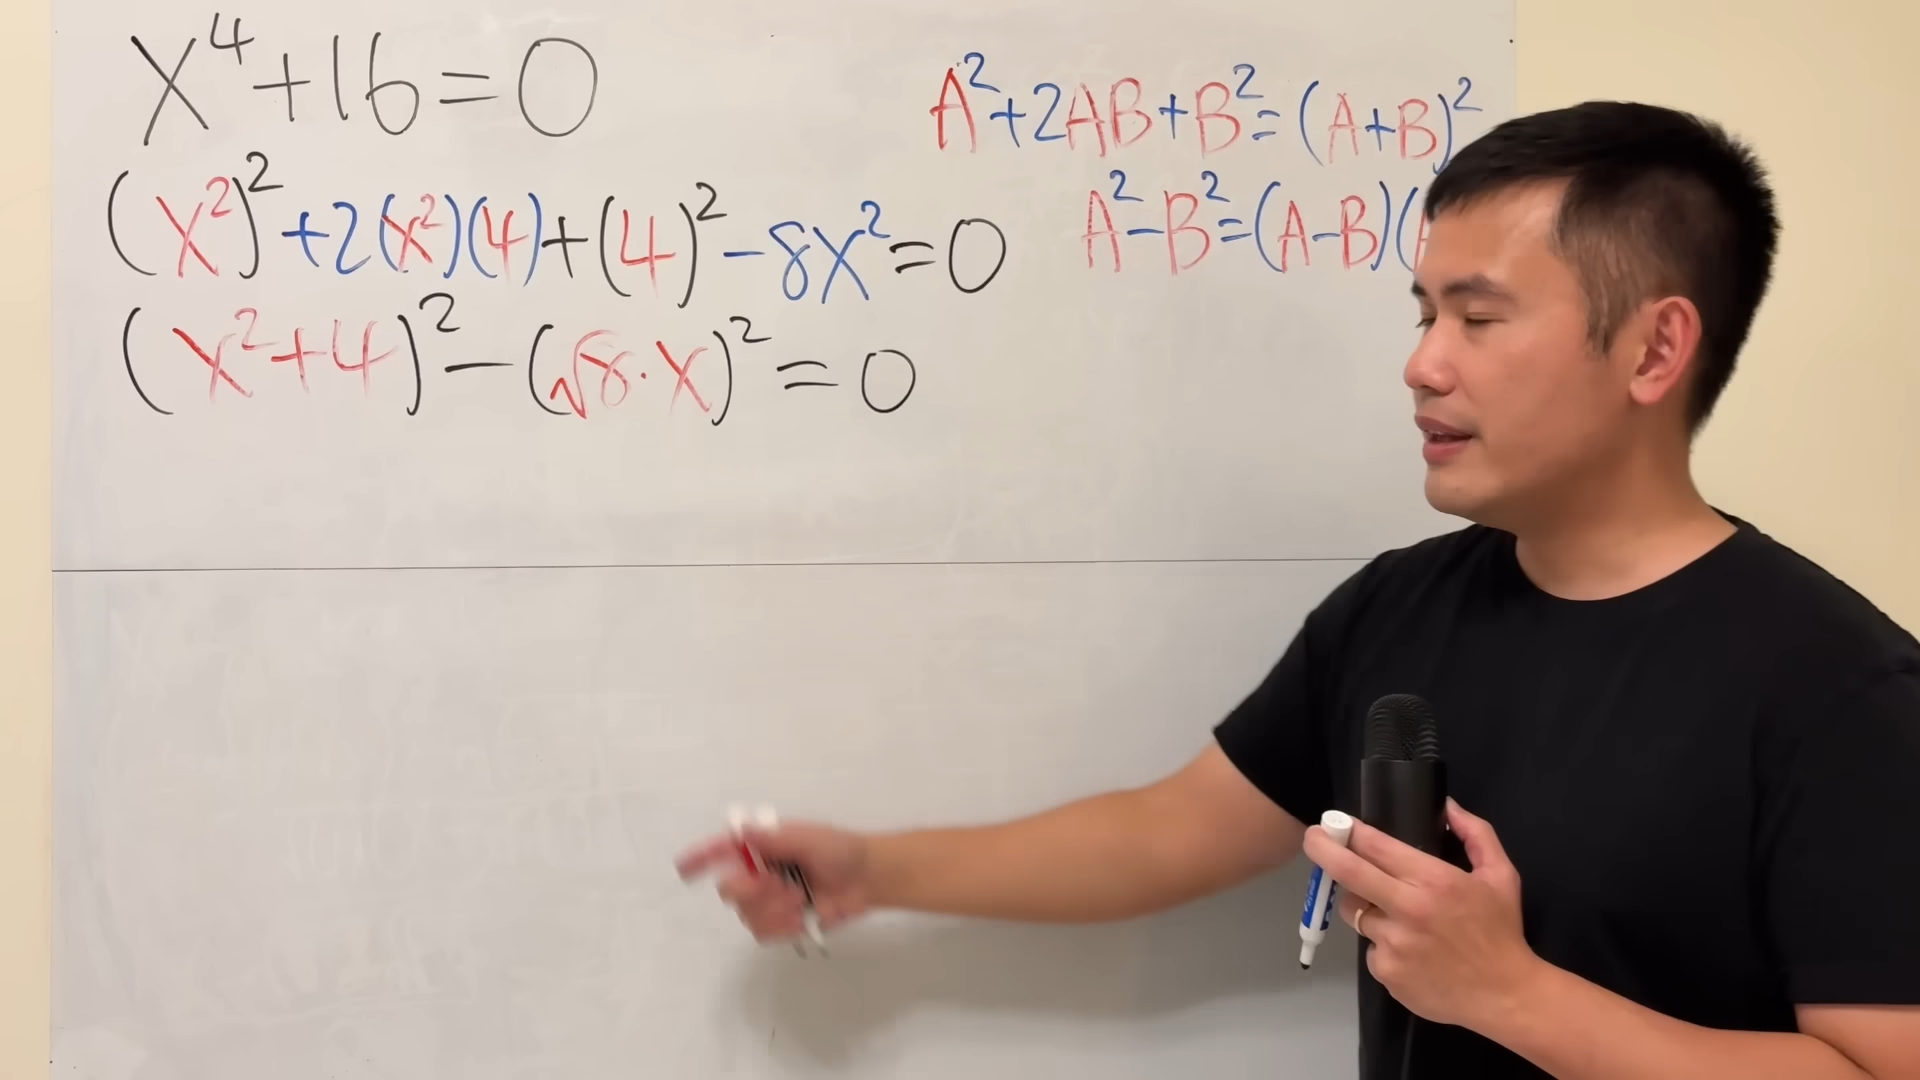 x⁴+16=0
(x²)²+2(x²)(4)+(4)²-8x²=0
(x²+4)²-(√8·x)²=0
A²+2AB+B²=(A+B)²
A²-B²=(A-B)(